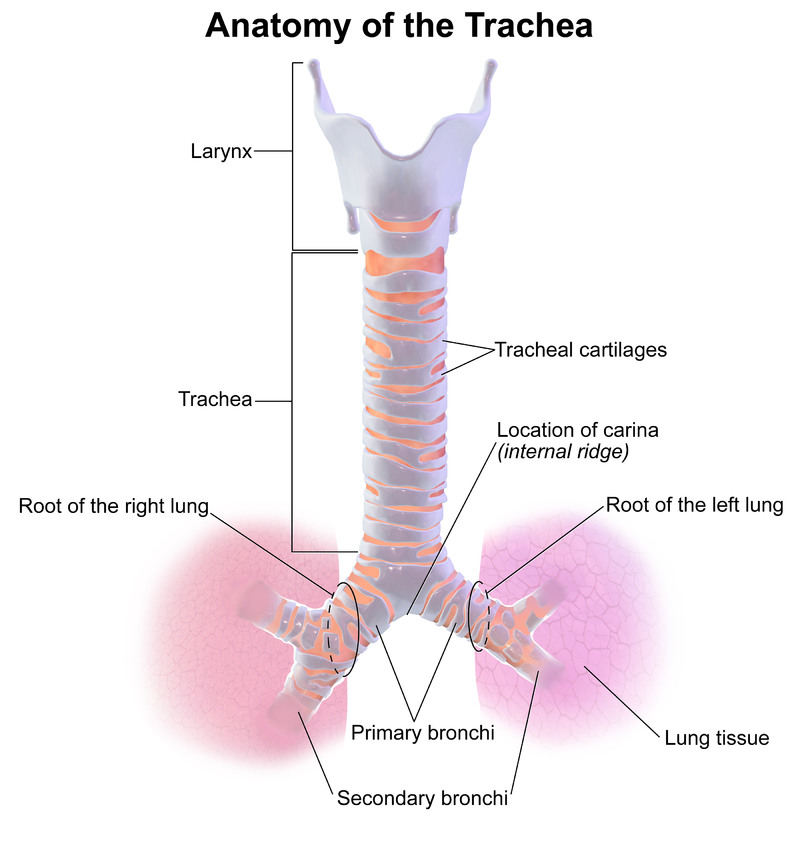 Anatomy of the Trachea
Larynx
Tracheal cartilages
Trachea
Location of carina
(internal ridge)
Root of the right lung
Root of the left lung
Primary bronchi
Lung tissue
Secondary bronchi